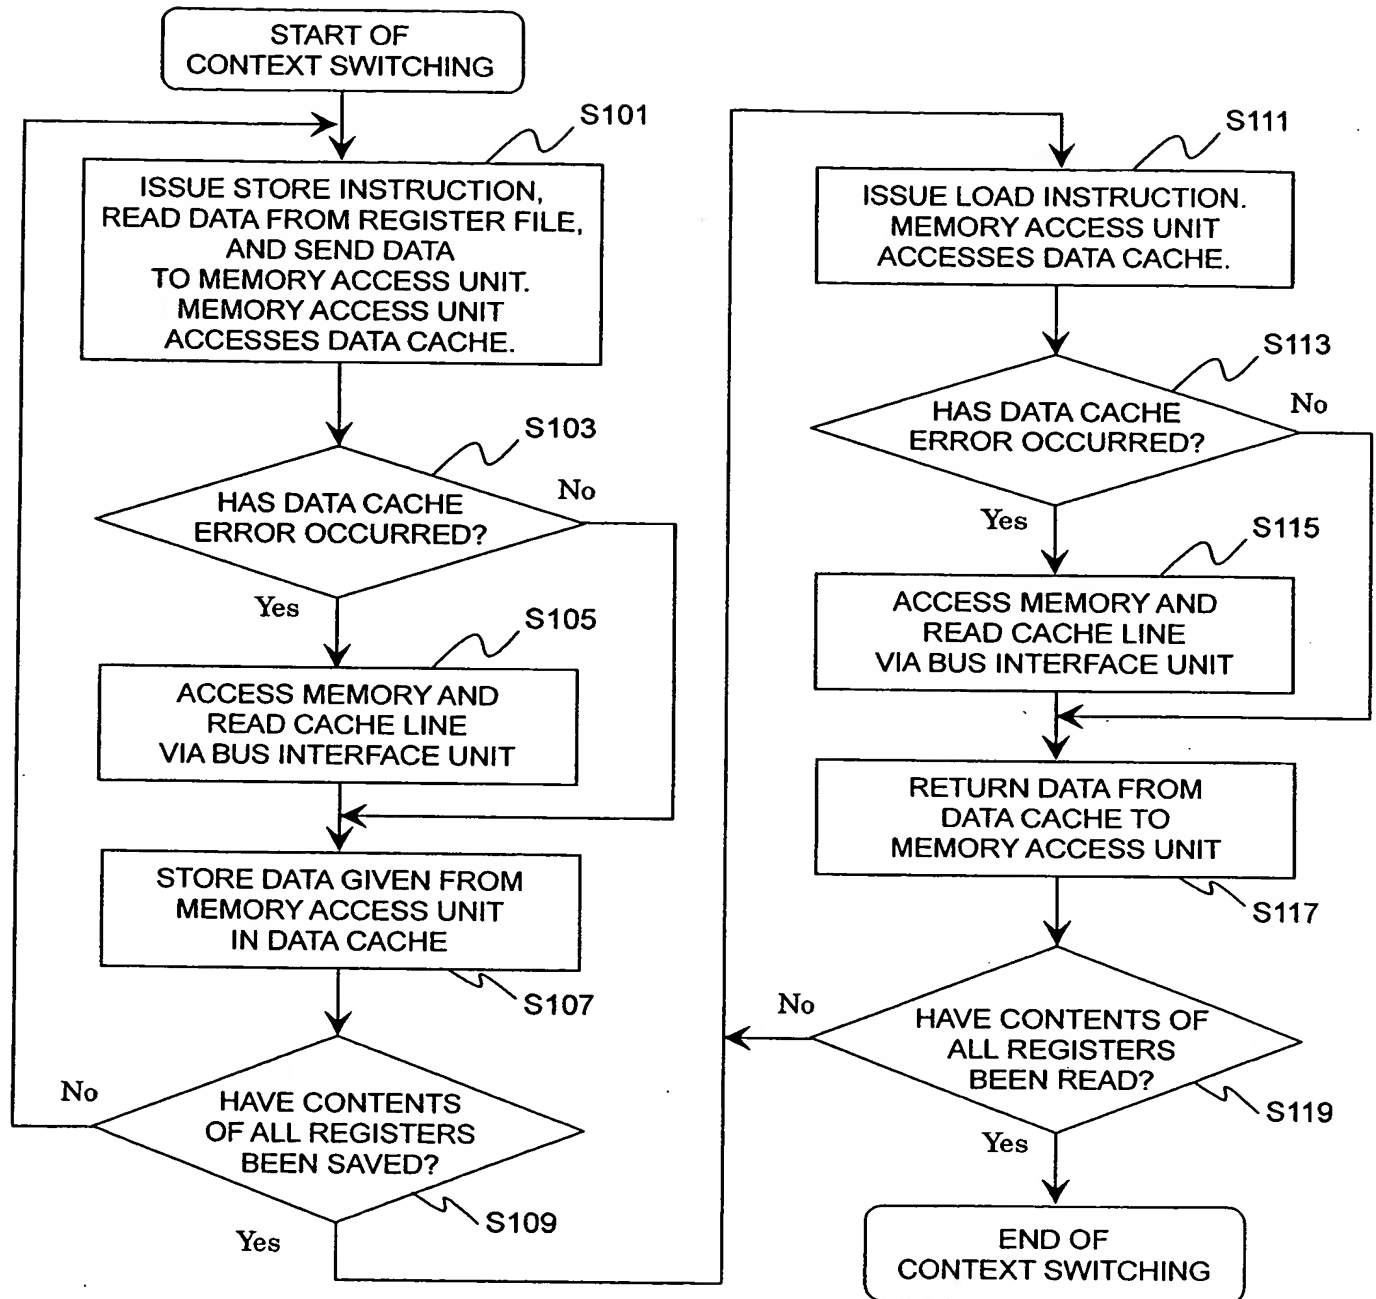 START OF
CONTEXT SWITCHING
S101
ISSUE STORE INSTRUCTION,
READ DATA FROM REGISTER FILE,
AND SEND DATA
TO MEMORY ACCESS UNIT.
MEMORY ACCESS UNIT
ACCESSES DATA CACHE.
S103
HAS DATA CACHE
ERROR OCCURRED?
No
Yes
S105
ACCESS MEMORY AND
READ CACHE LINE
VIA BUS INTERFACE UNIT
STORE DATA GIVEN FROM
MEMORY ACCESS UNIT
IN DATA CACHE
S107
No
HAVE CONTENTS
OF ALL REGISTERS
BEEN SAVED?
S109
Yes
S111
ISSUE LOAD INSTRUCTION.
MEMORY ACCESS UNIT
ACCESSES DATA CACHE.
S113
HAS DATA CACHE
ERROR OCCURRED?
No
Yes
S115
ACCESS MEMORY AND
READ CACHE LINE
VIA BUS INTERFACE UNIT
RETURN DATA FROM
DATA CACHE TO
MEMORY ACCESS UNIT
S117
No
HAVE CONTENTS OF
ALL REGISTERS
BEEN READ?
S119
Yes
END OF
CONTEXT SWITCHING